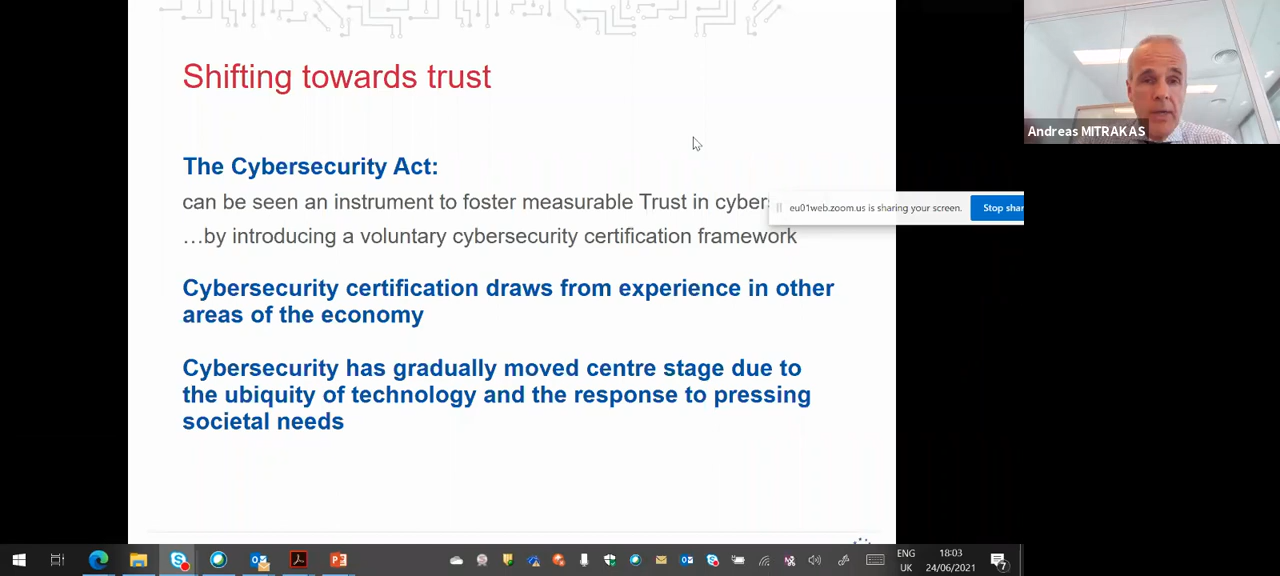 Shifting towards trust
Andreas MITRAKAS
The Cybersecurity Act:
can be seen an instrument to foster measurable Trust in
eu01web.zoom.us is sharing your screen.
Stop
…by introducing a voluntary cybersecurity certification framework
Cybersecurity certification draws from experience in other
areas of the economy
Cybersecurity has gradually moved centre stage due to
the ubiquity of technology and the response to pressing
societal needs
ENG
UK
18:03
24/06/2021
7